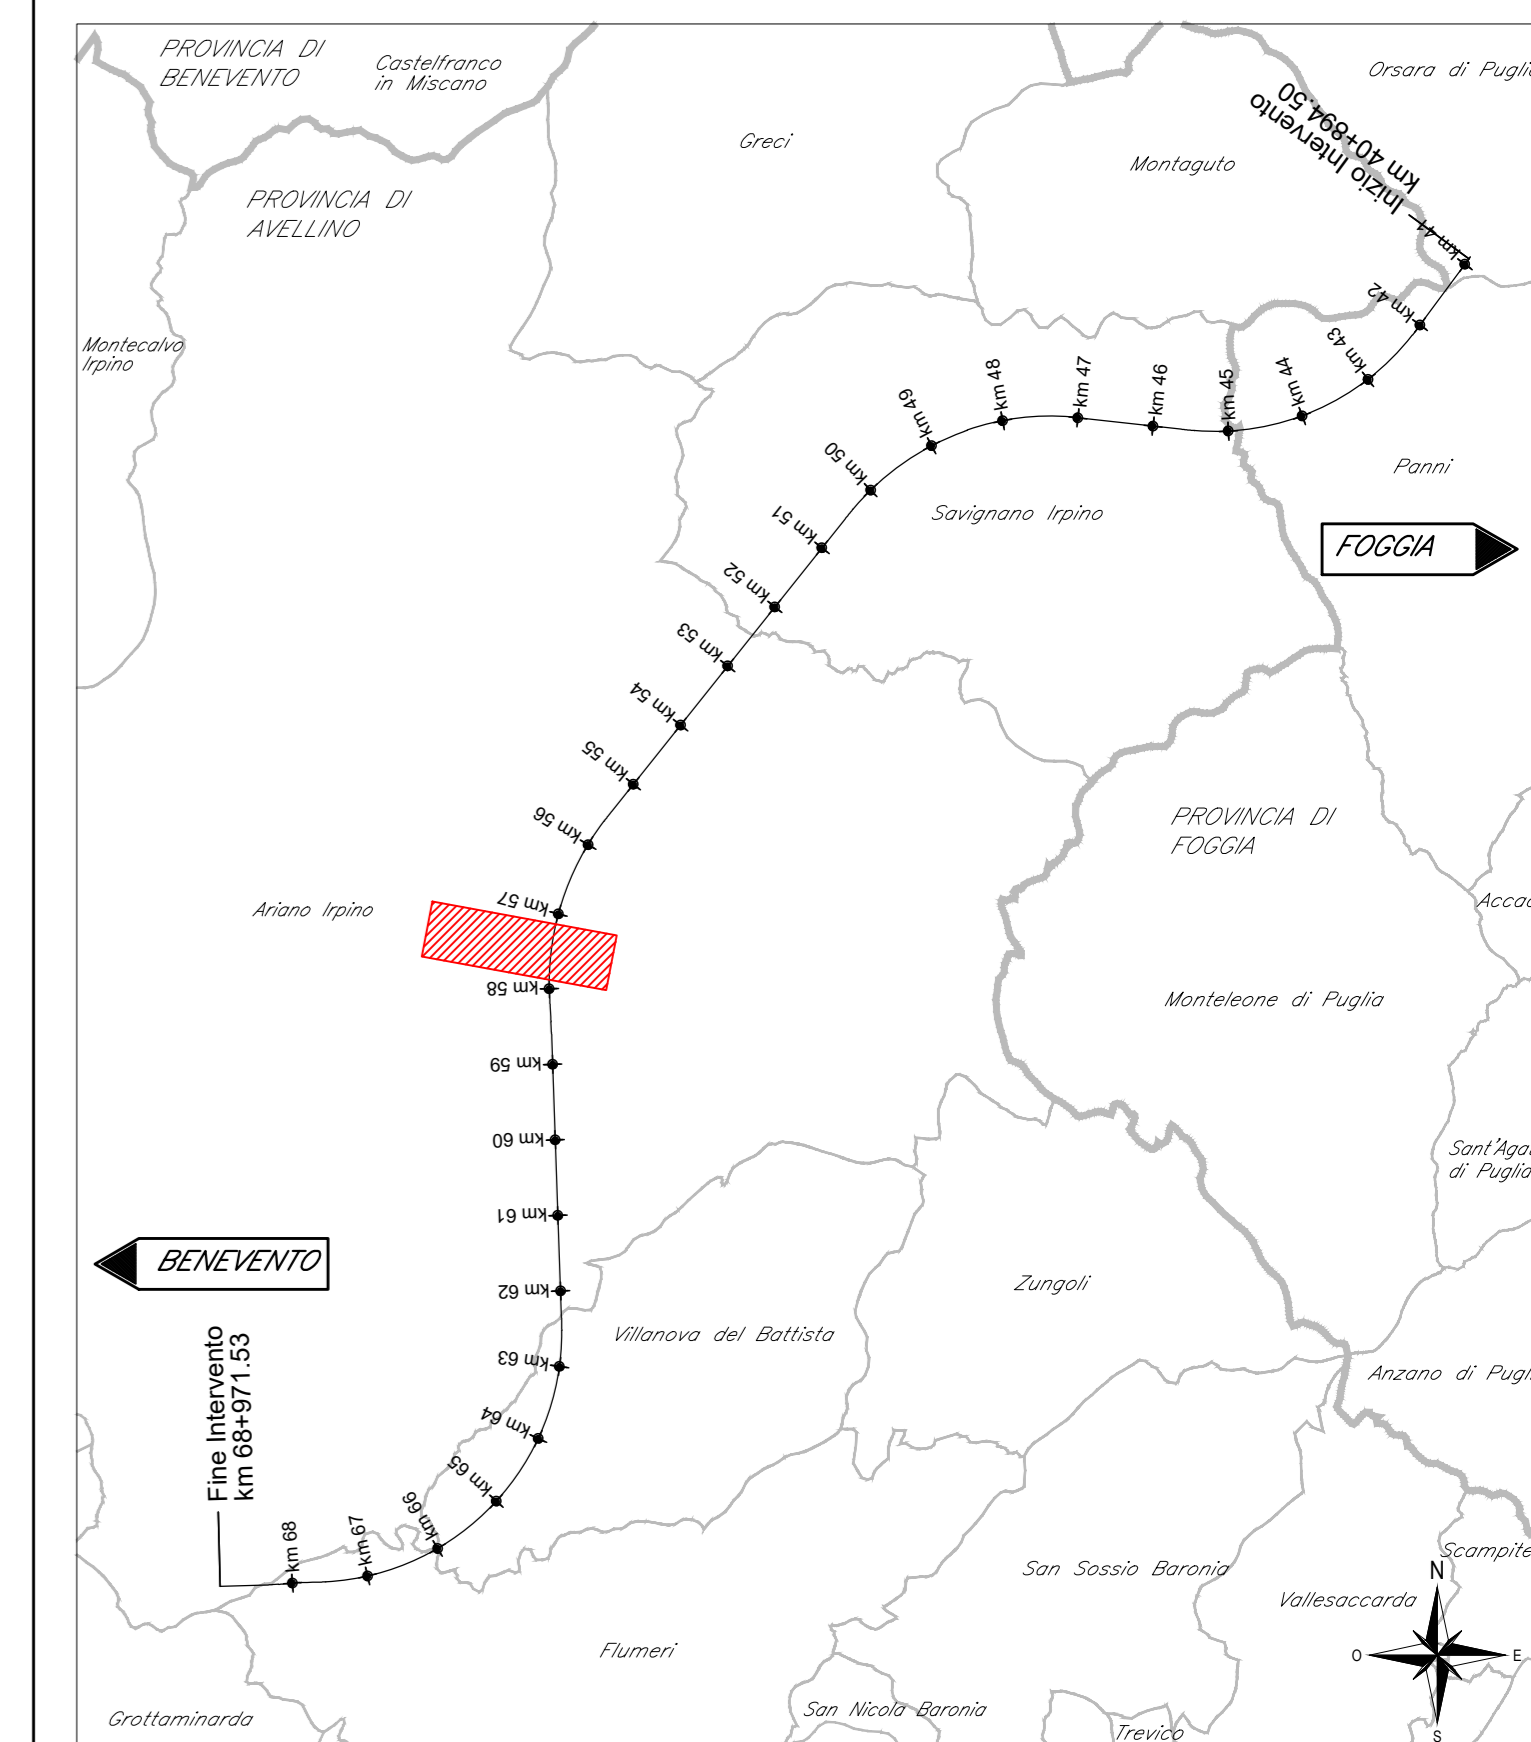 PROVINCIA DI
BENEVENTO
Castelfranco
in Miscano
Orsara di Pugli
Greci
Montaguto
Inizio Intervento
km 40+894.50
PROVINCIA DI
AVELLINO
km 41
km 42
km 43
km 44
km 45
km 46
km 47
km 48
km 49
km 50
Montecalvo
Irpino
Panni
Savignano Irpino
FOGGIA
km 51
km 52
km 53
km 54
km 55
km 56
PROVINCIA DI
FOGGIA
Ariano Irpino
km 57
Accad
km 58
Monteleone di Puglia
km 59
km 60
Sant'Aga
di Puglia
km 61
BENEVENTO
km 62
Zungoli
Villanova del Battista
km 63
Anzano di Pugl
Fine Intervento
km 68+971.53
km 64
km 65
km 66
km 67
km 68
Scampite
San Sossio Baronia
Vallesaccarda
N
O
E
S
Flumeri
San Nicola Baronia
Grottaminarda
Trevico